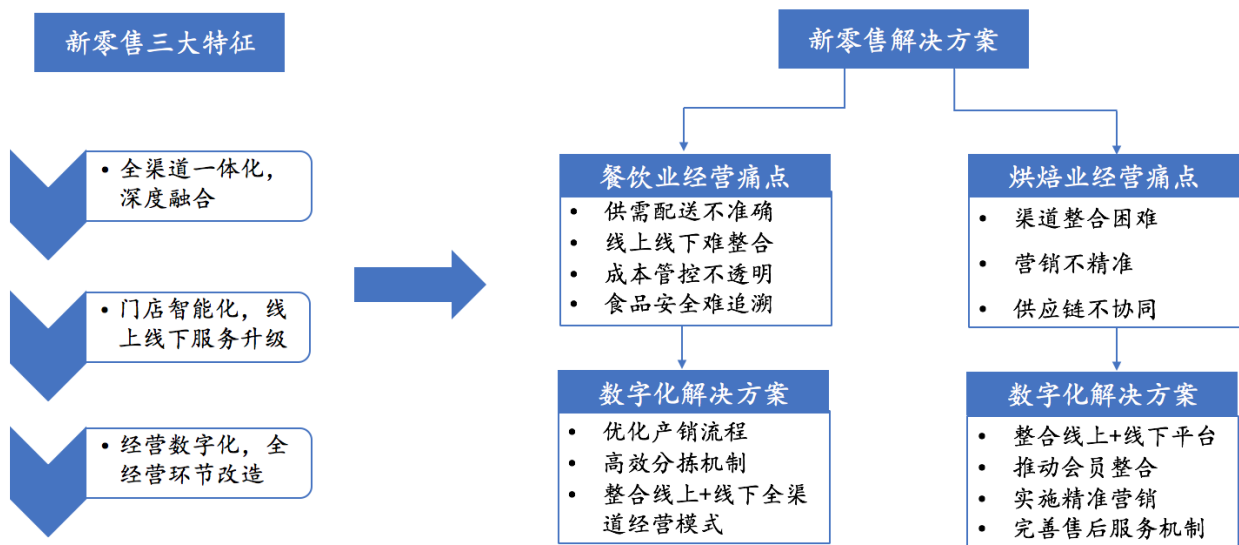 新零售三大特征
• 全渠道一体化，
深度融合
• 门店智能化，线
上线下服务升级
• 经营数字化，全
经营环节改造
新零售解决方案
餐饮业经营痛点
• 供需配送不准确
• 线上线下难整合
• 成本管控不透明
• 食品安全难追溯
数字化解决方案
• 优化产销流程
• 高效分拣机制
• 整合线上+线下全渠
道经营模式
烘焙业经营痛点
• 渠道整合困难
• 营销不精准
• 供应链不协同
数字化解决方案
• 整合线上+线下平台
• 推动会员整合
• 实施精准营销
• 完善售后服务机制